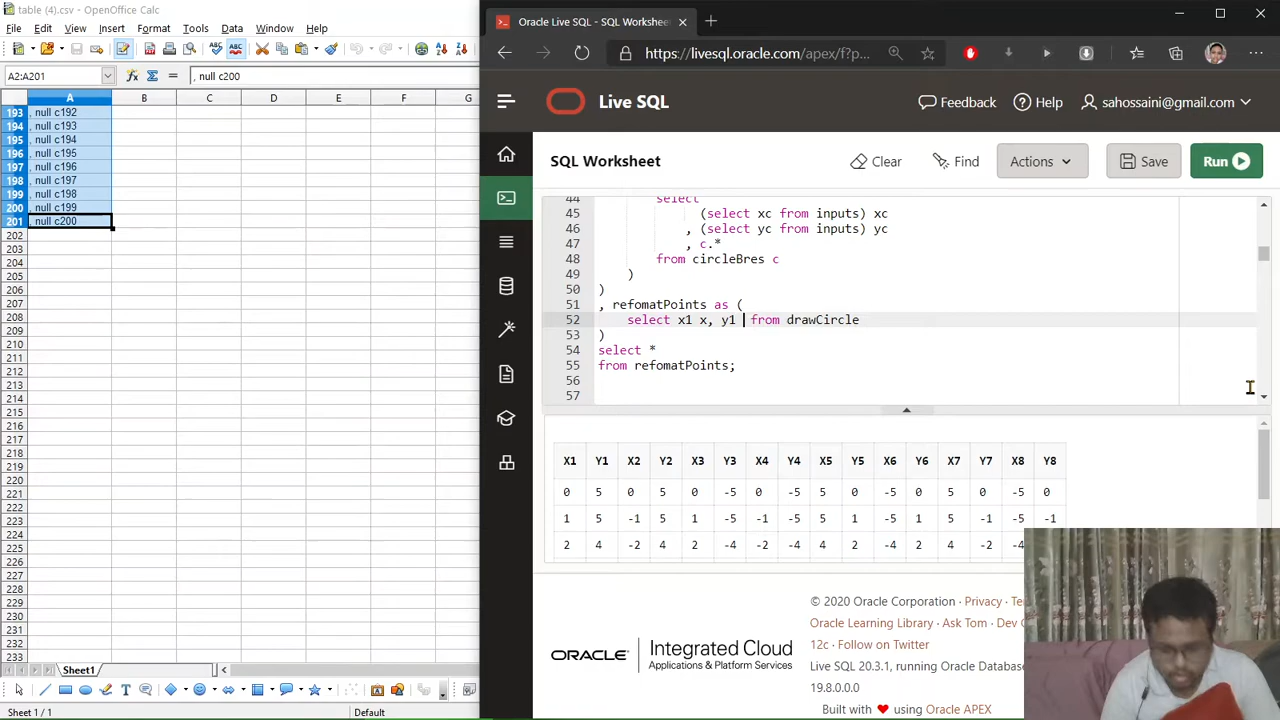 table (4).csv - OpenOffice Calc
File Edit View Insert Format Tools Data Window Help
A2:A201
, null c200
A B C D E F G
193 , null c192
194 , null c193
195 , null c194
196 , null c195
197 , null c196
198 , null c197
199 , null c198
200 , null c199
201 , null c200
202
203
204
205
206
207
208
209
210
211
212
213
214
215
216
217
218
219
220
221
222
223
224
225
226
227
228
229
230
231
232
233
Sheet1
Sheet 1 / 1 Default
Oracle Live SQL - SQL Workshee
https://livesql.oracle.com/apex/f?p...
Live SQL
Feedback Help sahossaini@gmail.com
SQL Worksheet
Clear Find Actions Save Run
44 select
45 (select xc from inputs) xc
46 , (select yc from inputs) yc
47 , c.*
48 from circleBres c
49 )
50 )
51 , refomatPoints as (
52 select x1 x, y1 from drawCircle
53 )
54 select *
55 from refomatPoints;
56
57
X1 Y1 X2 Y2 X3 Y3 X4 Y4 X5 Y5 X6 Y6 X7 Y7 X8 Y8
0 5 0 5 0 -5 0 -5 5 0 -5 0 5 0 -5 0
1 5 -1 5 1 -5 -1 -5 5 1 -5 1 5 -1 -5 -1
2 4 -2 4 2 -4 -2 -4 4 2 -4 2 4 -2
ORACLE Integrated Cloud
Applications & Platform Services
© 2020 Oracle Corporation · Privacy · Te
Oracle Learning Library · Ask Tom · Dev
12c · Follow on Twitter
Live SQL 20.3.1, running Oracle Databas
19.8.0.0.0
Built with ❤ using Oracle APEX